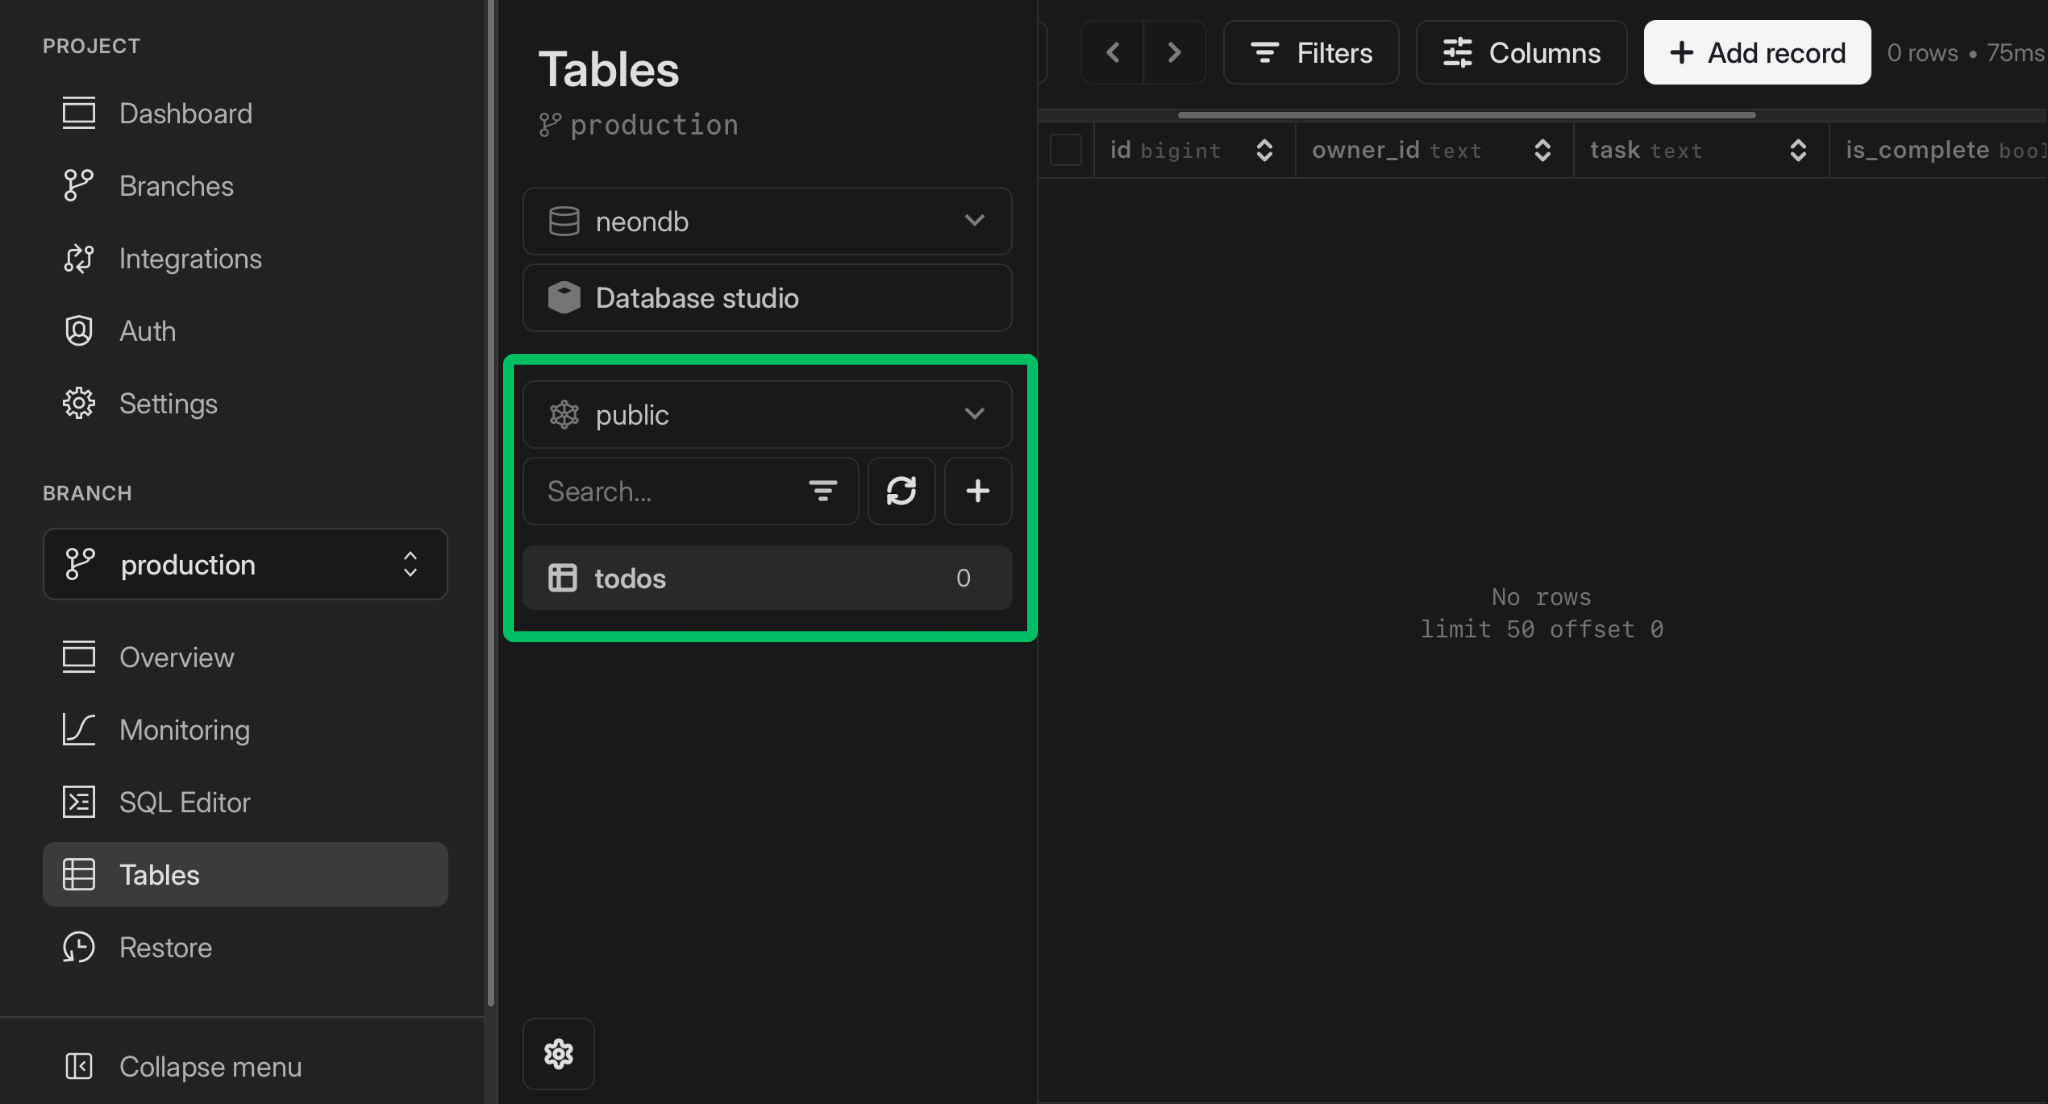 PROJECT
Dashboard
Branches
Integrations
Auth
Settings
BRANCH
production
Overview
Monitoring
SQL Editor
Tables
Restore
Collapse menu
Tables
production
neondb
Database studio
public
Search...
todos 0
Filters Columns + Add record 0 rows • 75ms
id bigint owner_id text task text is_complete bool
No rows
limit 50 offset 0